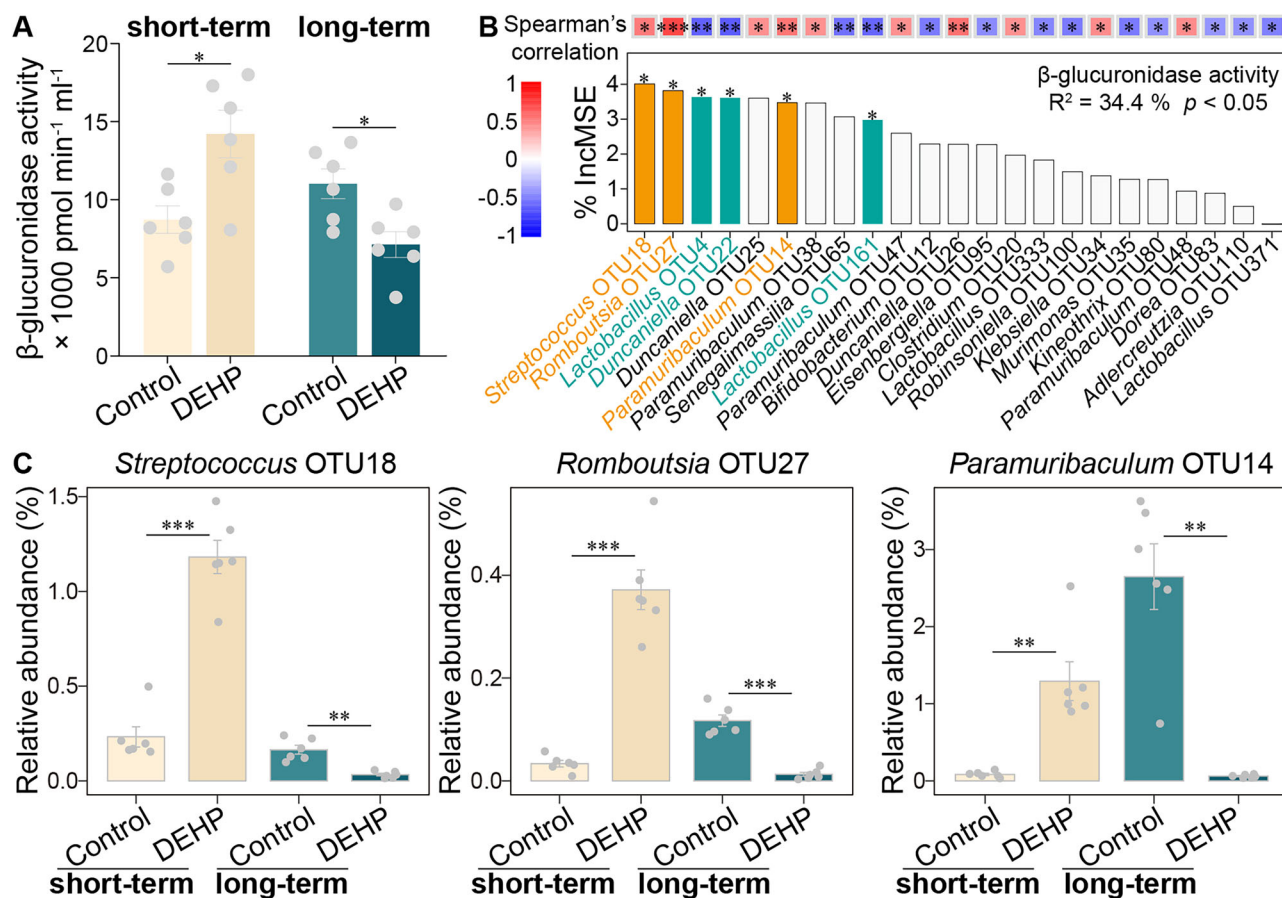 A
short-term long-term
β-glucuronidase activity
× 1000 pmol min⁻¹ ml⁻¹
20
15
10
5
0
*
*
Control
DEHP
Control
DEHP
B
Spearman's
correlation
* *** ** ** * ** * ** ** * * ** * * * * * * * * * *
1
0.5
0
-0.5
-1
% IncMSE
4
3
2
1
0
* * * * * *
β-glucuronidase activity
R² = 34.4 % p < 0.05
Streptococcus OTU18
Romboutsia OTU27
Lactobacillus OTU4
Duncaniella OTU22
Duncaniella OTU25
Paramuribaculum OTU14
Paramuribaculum OTU38
Senegalimassilia OTU65
Lactobacillus OTU161
Paramuribaculum OTU47
Bifidobacterium OTU12
Duncaniella OTU26
Eisenbergiella OTU95
Clostridium OTU20
Lactobacillus OTU333
Robinsoniella OTU100
Klebsiella OTU34
Murimonas OTU35
Kineothrix OTU80
Paramuribaculum OTU48
Dorea OTU83
Adlercreutzia OTU110
Lactobacillus OTU371
C
Streptococcus OTU18
Relative abundance (%)
1.5
1.0
0.5
0.0
***
**
Control
DEHP
Control
DEHP
short-term long-term
Romboutsia OTU27
Relative abundance (%)
0.4
0.2
0.0
***
***
Control
DEHP
Control
DEHP
short-term long-term
Paramuribaculum OTU14
Relative abundance (%)
3
2
1
0
**
**
Control
DEHP
Control
DEHP
short-term long-term